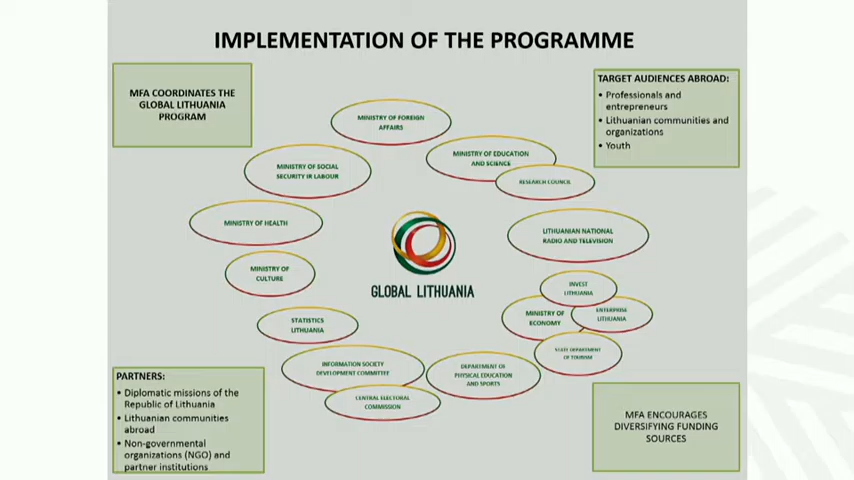 IMPLEMENTATION OF THE PROGRAMME
MFA COORDINATES THE
GLOBAL LITHUANIA
PROGRAM
TARGET AUDIENCES ABROAD:
• Professionals and
entrepreneurs
• Lithuanian communities and
organizations
• Youth
MINISTRY OF FOREIGN
AFFAIRS
MINISTRY OF EDUCATION
AND SCIENCE
RESEARCH COUNCIL
MINISTRY OF SOCIAL
SECURITY IR LABOUR
MINISTRY OF HEALTH
LITHUANIAN NATIONAL
RADIO AND TELEVISION
MINISTRY OF
CULTURE
GLOBAL LITHUANIA
INVEST
LITHUANIA
ENTERPRISE
LITHUANIA
MINISTRY OF
ECONOMY
STATISTICS
LITHUANIA
STATE DEPARTMENT
OF TOURISM
INFORMATION SOCIETY
DEVELOPMENT COMMITTEE
DEPARTMENT OF
PHYSICAL EDUCATION
AND SPORTS
CENTRAL ELECTORAL
COMMISSION
PARTNERS:
• Diplomatic missions of the
Republic of Lithuania
• Lithuanian communities
abroad
• Non-governmental
organizations (NGO) and
partner institutions
MFA ENCOURAGES
DIVERSIFYING FUNDING
SOURCES